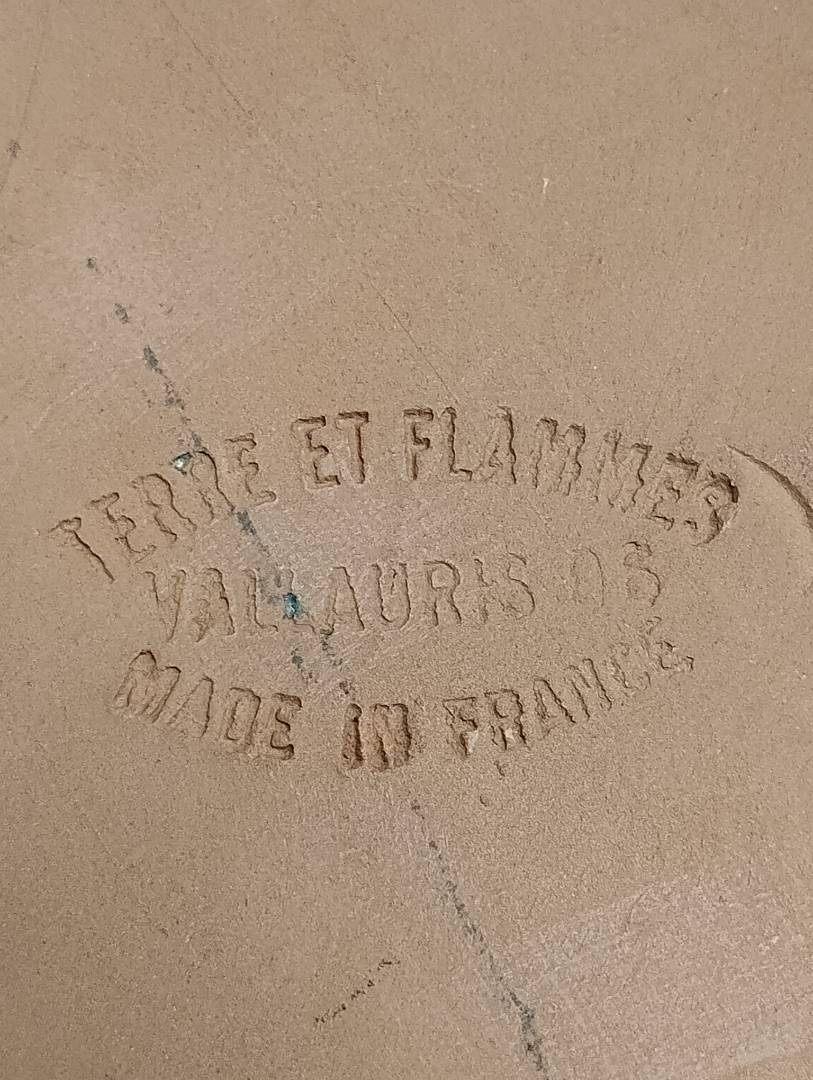 TERRE ET FLAMMES
VALLAURIS 06
MADE IN FRANCE